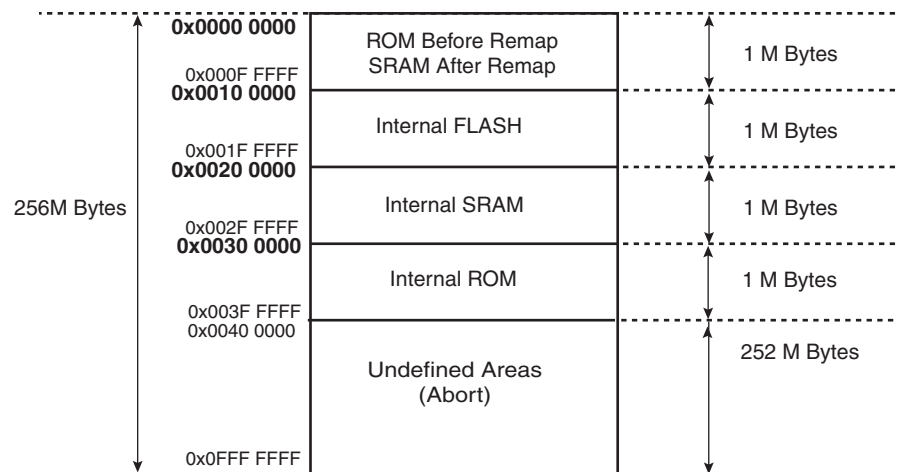 0x0000 0000
ROM Before Remap
SRAM After Remap
1 M Bytes
0x000F FFFF
0x0010 0000
Internal FLASH
1 M Bytes
0x001F FFFF
0x0020 0000
256M Bytes
Internal SRAM
1 M Bytes
0x002F FFFF
0x0030 0000
Internal ROM
1 M Bytes
0x003F FFFF
0x0040 0000
252 M Bytes
Undefined Areas
(Abort)
0x0FFF FFFF